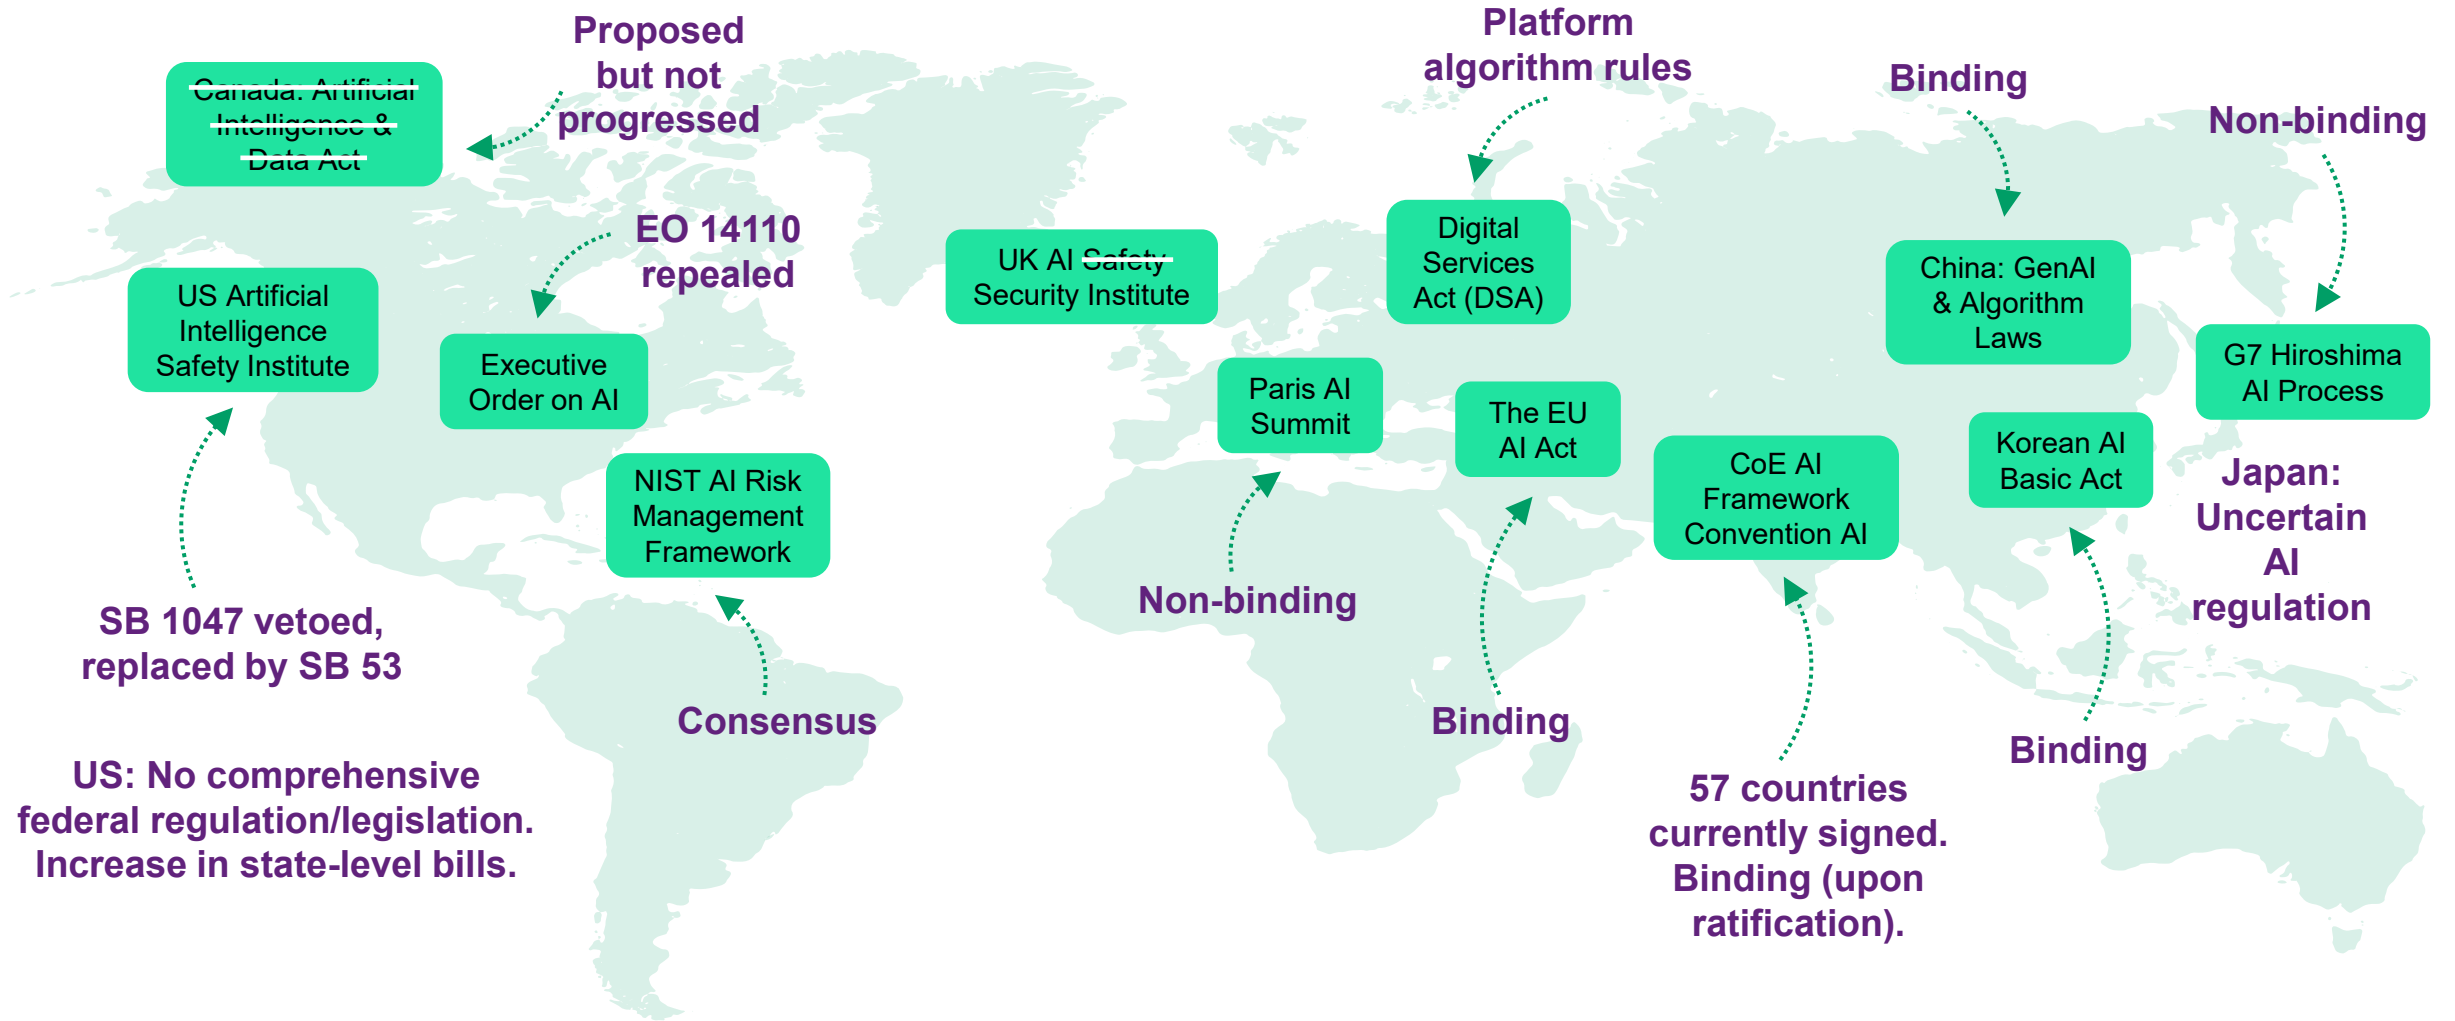 Proposed
but not
progressed
Canada: Artificial
Intelligence &
Data Act
EO 14110
repealed
US Artificial
Intelligence
Safety Institute
Executive
Order on AI
NIST AI Risk
Management
Framework
SB 1047 vetoed,
replaced by SB 53
Consensus
US: No comprehensive
federal regulation/legislation.
Increase in state-level bills.
UK AI Safety
Security Institute
Platform
algorithm rules
Digital
Services
Act (DSA)
Paris AI
Summit
Non-binding
The EU
AI Act
Binding
CoE AI
Framework
Convention AI
57 countries
currently signed.
Binding (upon
ratification).
Binding
China: GenAI
& Algorithm
Laws
Korean AI
Basic Act
Binding
Non-binding
G7 Hiroshima
AI Process
Japan:
Uncertain
AI
regulation